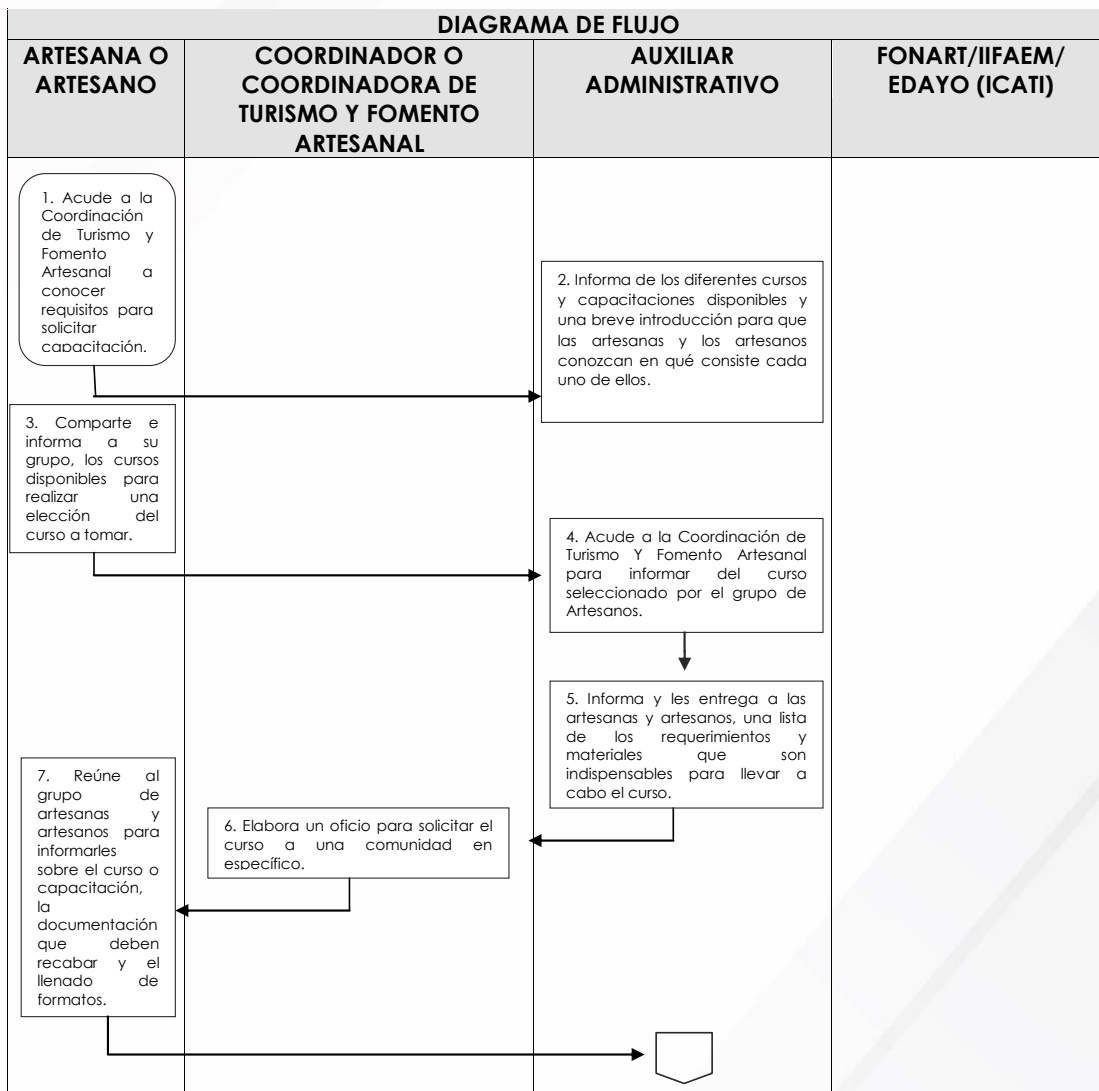 DIAGRAMA DE FLUJO
ARTESANA O
ARTESANO
COORDINADOR O
COORDINADORA DE
TURISMO Y FOMENTO
ARTESANAL
AUXILIAR
ADMINISTRATIVO
FONART/IIFAEM/
EDAYO (ICATI)
1. Acude a la
Coordinación
de Turismo y
Fomento
Artesanal a
conocer
requisitos para
solicitar
capacitación.
2. Informa de los diferentes cursos
y capacitaciones disponibles y
una breve introducción para que
las artesanas y los artesanos
conozcan en qué consiste cada
uno de ellos.
3. Comparte e
informa a su
grupo, los cursos
disponibles para
realizar una
elección del
curso a tomar.
4. Acude a la Coordinación de
Turismo Y Fomento Artesanal
para informar del curso
seleccionado por el grupo de
Artesanos.
5. Informa y les entrega a las
artesanas y artesanos, una lista
de los requerimientos y
materiales que son
indispensables para llevar a
cabo el curso.
6. Elabora un oficio para solicitar el
curso a una comunidad en
específico.
7. Reúne al
grupo de
artesanas y
artesanos para
informarles
sobre el curso o
capacitación,
la
documentación
que deben
recabar y el
llenado de
formatos.